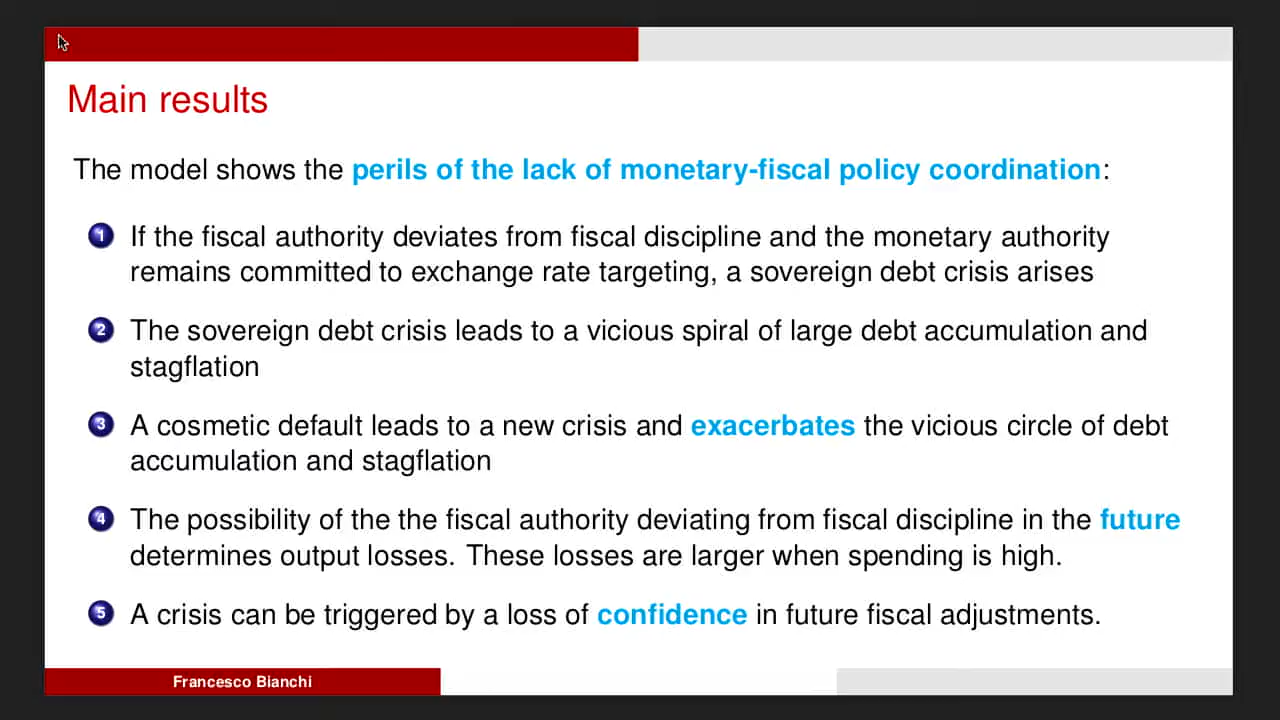 Main results
The model shows the perils of the lack of monetary-fiscal policy coordination:
1 If the fiscal authority deviates from fiscal discipline and the monetary authority
remains committed to exchange rate targeting, a sovereign debt crisis arises
2 The sovereign debt crisis leads to a vicious spiral of large debt accumulation and
stagflation
3 A cosmetic default leads to a new crisis and exacerbates the vicious circle of debt
accumulation and stagflation
4 The possibility of the the fiscal authority deviating from fiscal discipline in the future
determines output losses. These losses are larger when spending is high.
5 A crisis can be triggered by a loss of confidence in future fiscal adjustments.
Francesco Bianchi